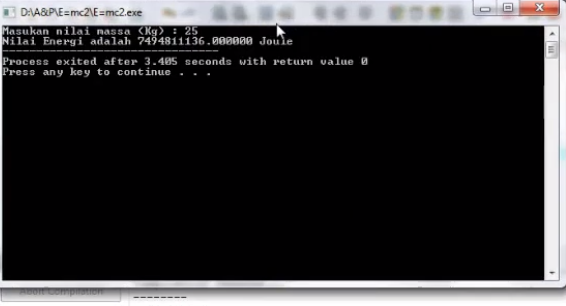 D:\A&P\E=mc2\E=mc2.exe
Masukan nilai massa (Kg) : 25
Nilai Energi adalah 7494811136.000000 Joule
--------------------------------
Process exited after 3.405 seconds with return value 0
Press any key to continue . . .
Abort Compilation
--------